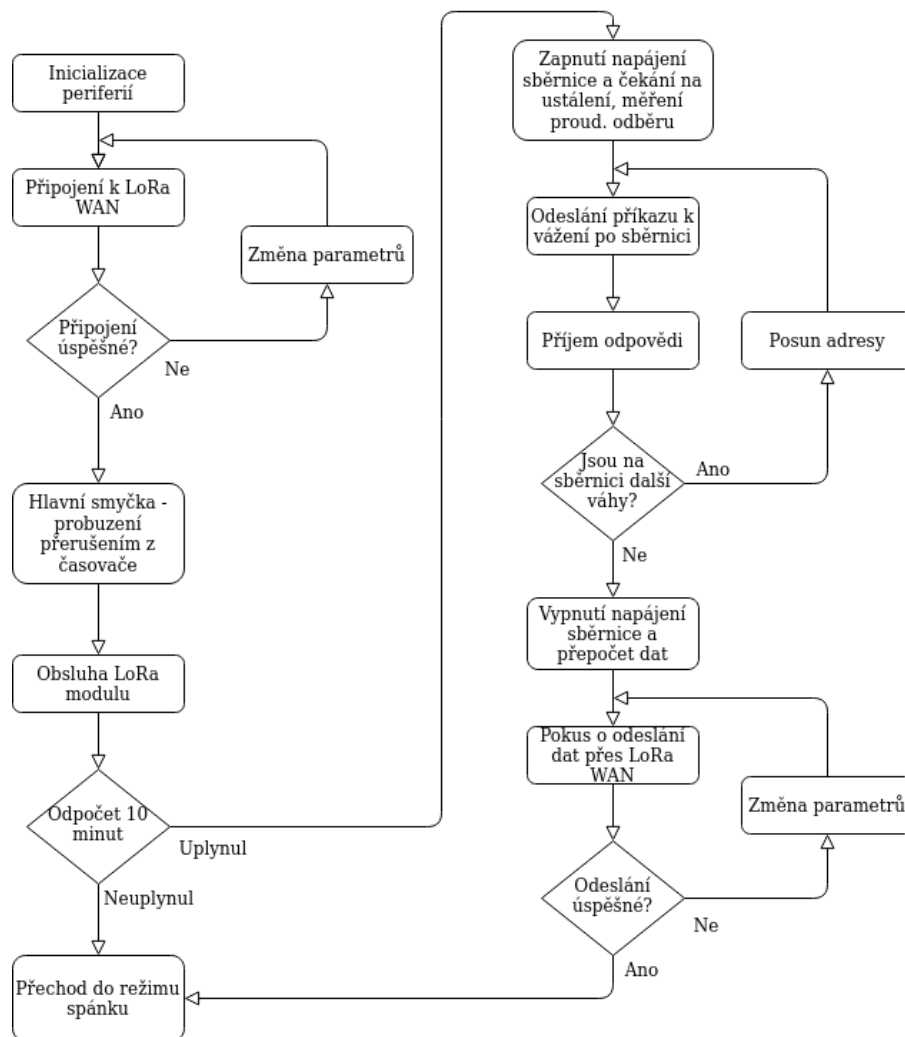 Inicializace
periferií
Připojení k LoRa
WAN
Změna parametrů
Připojení
úspěšné?
Ne
Ano
Hlavní smyčka -
probuzení
přerušením z
časovače
Obsluha LoRa
modulu
Odpočet 10
minut
Uplynul
Neuplynul
Přechod do režimu
spánku
Zapnutí napájení
sběrnice a čekání na
ustálení, měření
proud. odběru
Odeslání příkazu k
vážení po sběrnici
Příjem odpovědi
Posun adresy
Jsou na
sběrnici další
váhy?
Ano
Ne
Vypnutí napájení
sběrnice a
přepočet dat
Pokus o odeslání
dat přes LoRa
WAN
Změna parametrů
Odeslání
úspěšné?
Ne
Ano